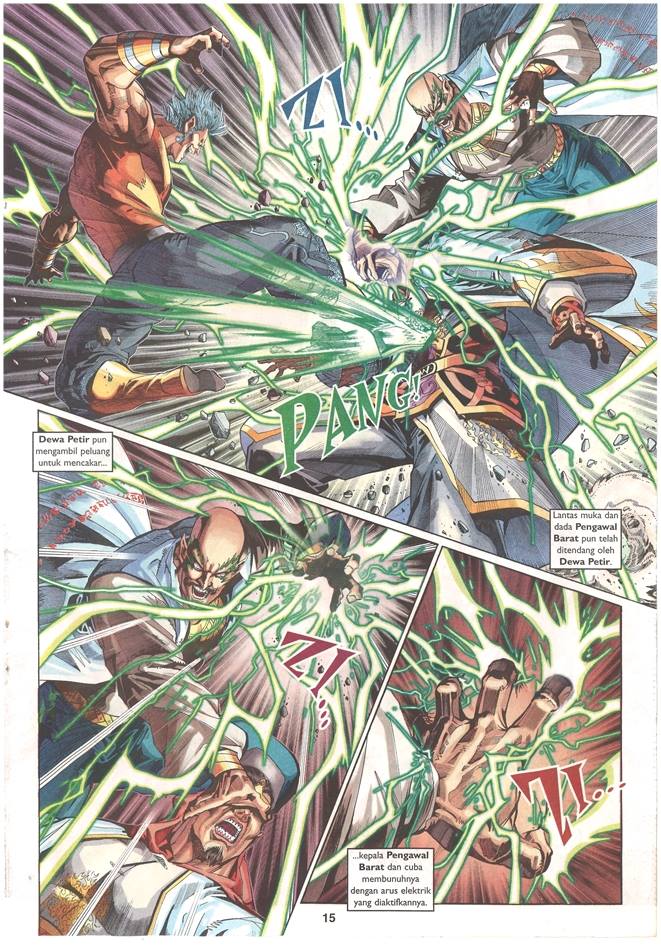 ZI...
PANG!
Dewa Petir pun
mengambil peluang
untuk mencakar...
Lantas muka dan
dada Pengawal
Barat pun telah
ditendang oleh
Dewa Petir.
ZI...
ZI...
...kepala Pengawal
Barat dan cuba
membunuhnya
dengan arus elektrik
yang diaktifkannya.
15